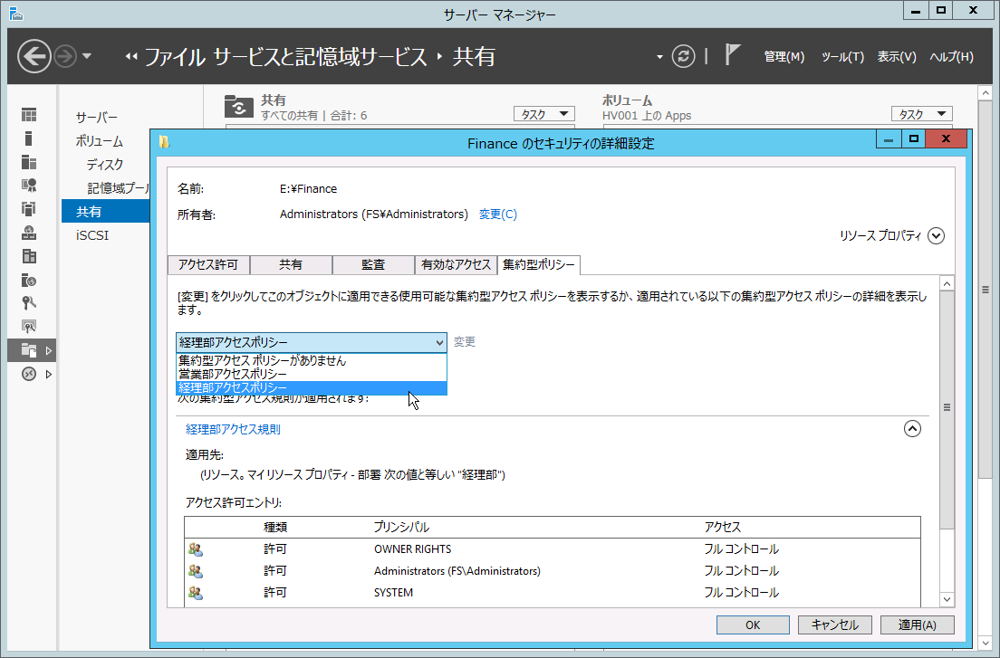 サーバー マネージャー
ファイル サービスと記憶域サービス
共有
管理(M)
ツール(T)
表示(V)
ヘルプ(H)
サーバー
ボリューム
ディスク
記憶域プール
共有
iSCSI
共有
すべての共有 | 合計: 6
タスク
ボリューム
HV001 上の Apps
タスク
Finance のセキュリティの詳細設定
名前:
E:¥Finance
所有者:
Administrators (FS¥Administrators)
変更(C)
リソース プロパティ
アクセス許可
共有
監査
有効なアクセス
集約型ポリシー
[変更] をクリックしてこのオブジェクトに適用できる使用可能な集約型アクセス ポリシーを表示するか、適用されている以下の集約型アクセス ポリシーの詳細を表示し
ます。
経理部アクセスポリシー
変更
集約型アクセス ポリシーがありません
営業部アクセスポリシー
経理部アクセスポリシー
次の集約型アクセス規則が適用されます:
経理部アクセス規則
適用先:
(リソース。マイ リソース プロパティ - 部署 次の値と等しい "経理部")
アクセス許可エントリ:
種類
プリンシパル
アクセス
許可
OWNER RIGHTS
フル コントロール
許可
Administrators (FS\Administrators)
フル コントロール
許可
SYSTEM
フル コントロール
OK
キャンセル
適用(A)